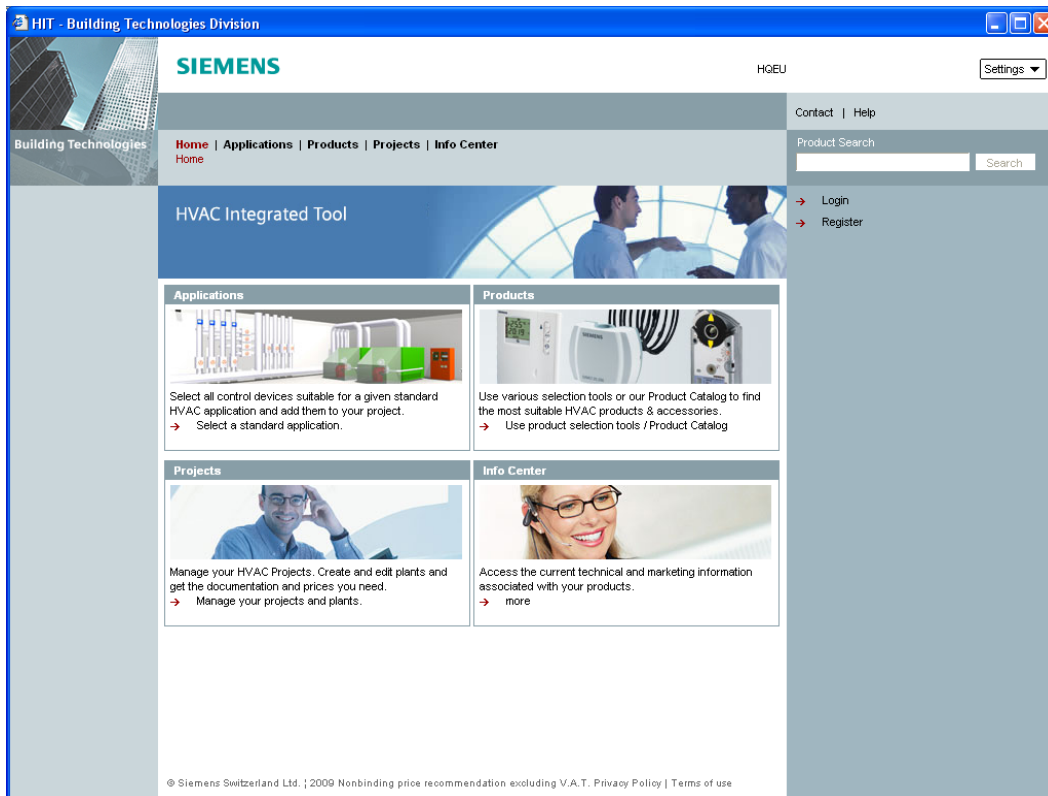 HIT - Building Technologies Division
SIEMENS
HQEU
Settings
Contact | Help
Building Technologies
Home | Applications | Products | Projects | Info Center
Home
Product Search
Search
HVAC Integrated Tool
Login
Register
Applications
Select all control devices suitable for a given standard
HVAC application and add them to your project.
Select a standard application.
Products
SIEMENS
Use various selection tools or our Product Catalog to find
the most suitable HVAC products & accessories.
Use product selection tools / Product Catalog
Projects
Manage your HVAC Projects. Create and edit plants and
get the documentation and prices you need.
Manage your projects and plants.
Info Center
Access the current technical and marketing information
associated with your products.
more
© Siemens Switzerland Ltd. ¦ 2009 Nonbinding price recommendation excluding V.A.T. Privacy Policy | Terms of use